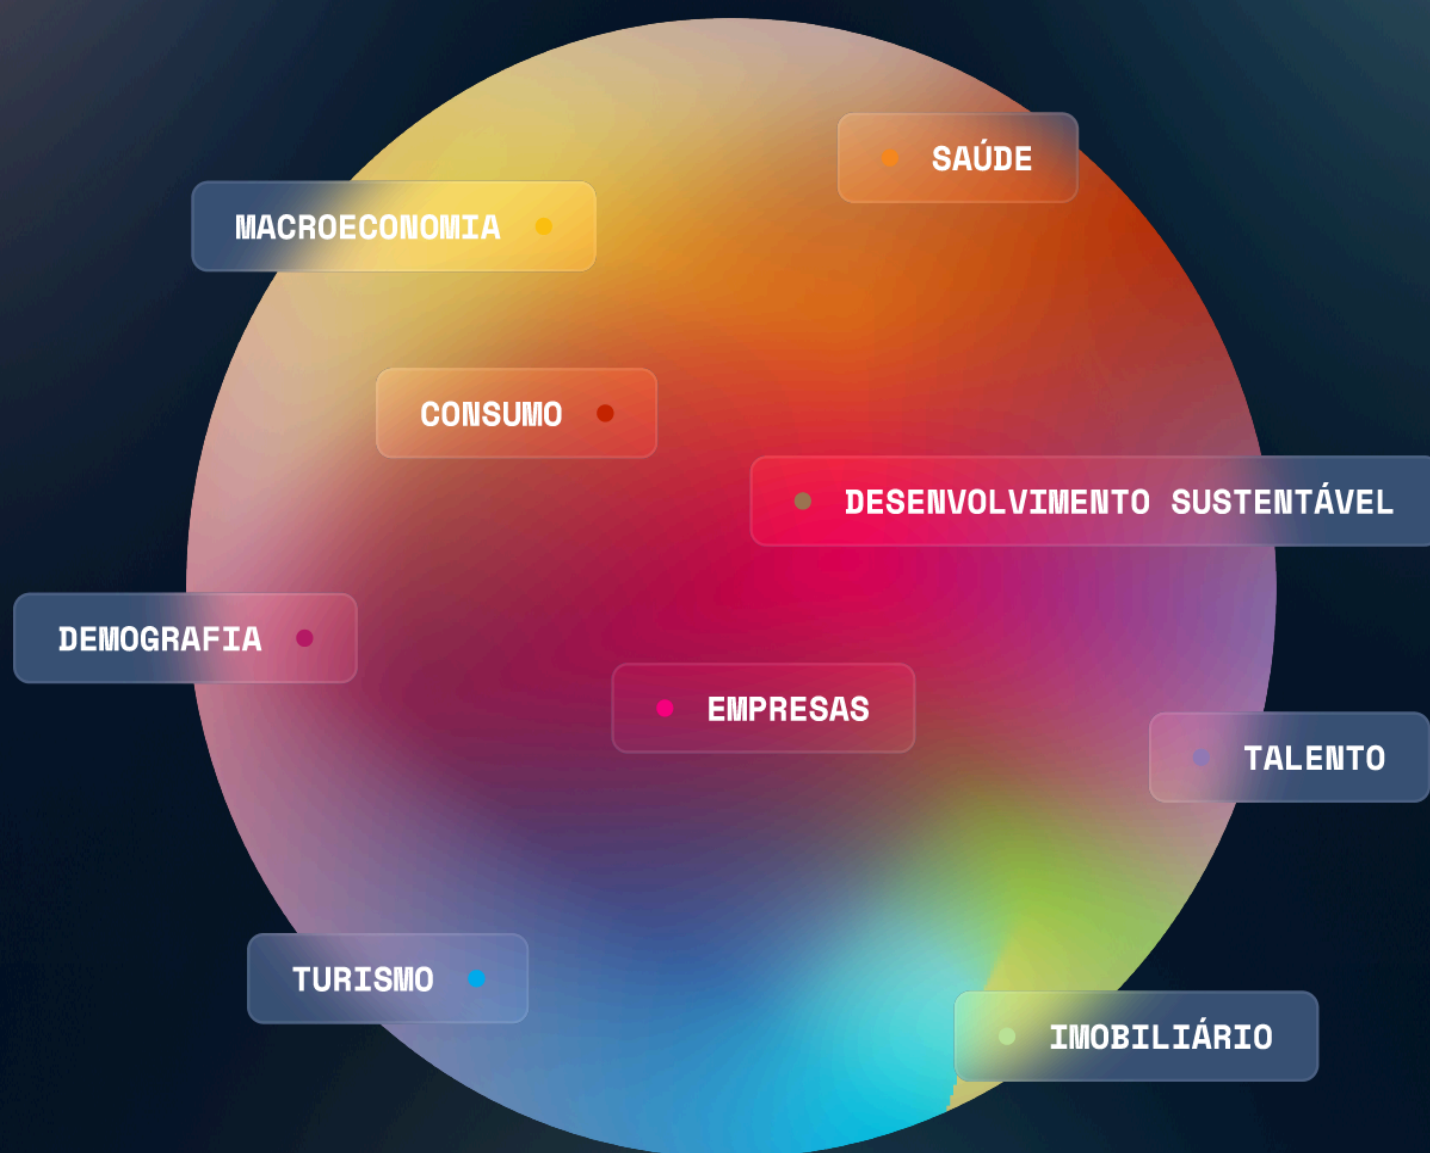 SAÚDE
MACROECONOMIA
CONSUMO
DESENVOLVIMENTO SUSTENTÁVEL
DEMOGRAFIA
EMPRESAS
TALENTO
TURISMO
IMOBILIÁRIO